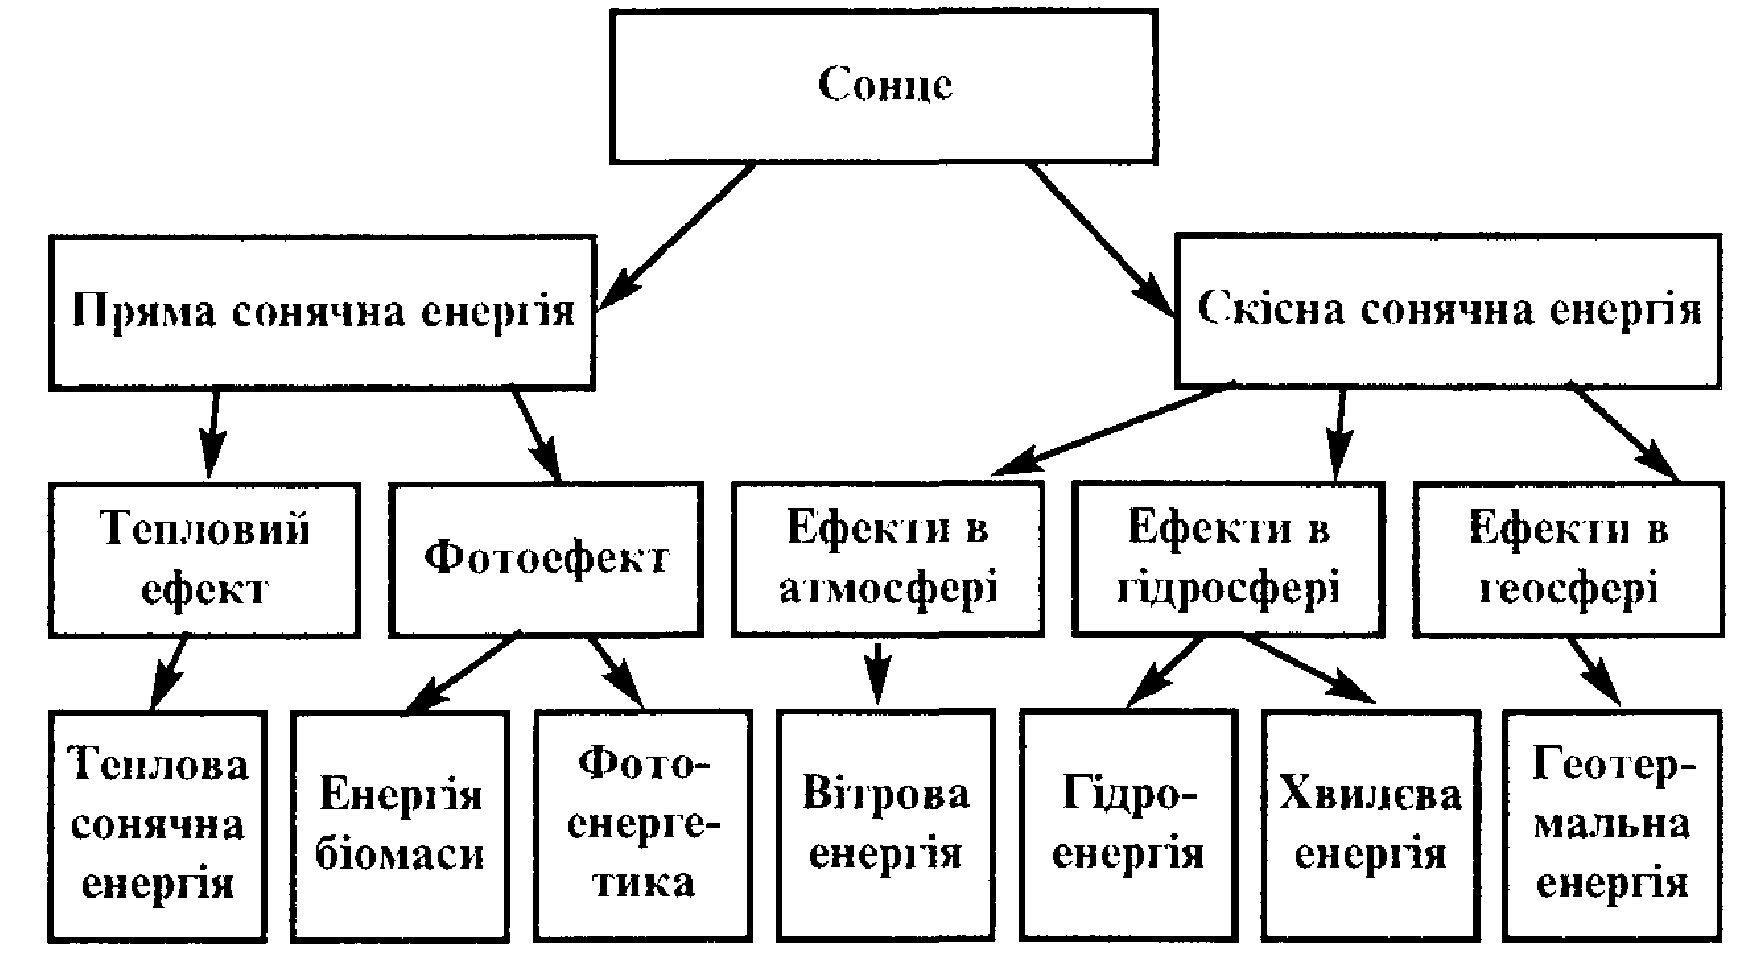 Сонце
Пряма сонячна енергія
Скісна сонячна енергія
Тепловий
ефект
Фотоефект
Ефекти в
атмосфері
Ефекти в
гідросфері
Ефекти в
геосфері
Теплова
сонячна
енергія
Енергія
біомаси
Фото-
енерге-
тика
Вітрова
енергія
Гідро-
енергія
Хвилєва
енергія
Геотер-
мальна
енергія